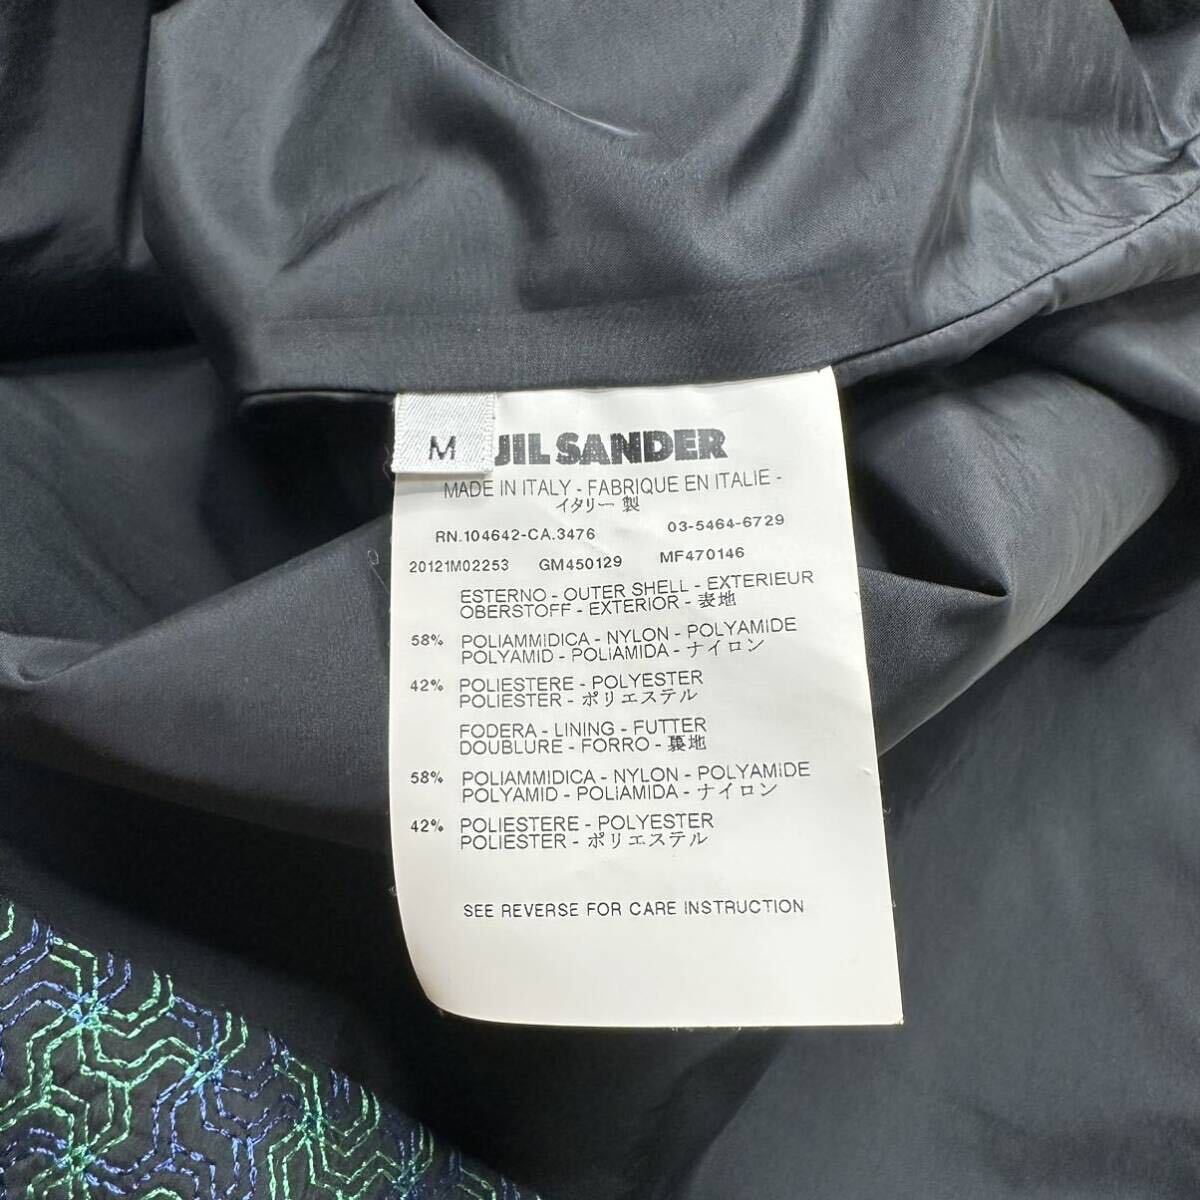 M
JIL SANDER
MADE IN ITALY - FABRIQUE EN ITALIE -
イタリー製
RN.104642-CA.3476 03-5464-6729
20121M02253 GM450129 MF470146
ESTERNO - OUTER SHELL - EXTERIEUR
OBERSTOFF - EXTERIOR - 表地
58% POLIAMMIDICA - NYLON - POLYAMIDE
POLYAMID - POLIAMIDA - ナイロン
42% POLIESTERE - POLYESTER
POLIESTER - ポリエステル
FODERA - LINING - FUTTER
DOUBLURE - FORRO - 裏地
58% POLIAMMIDICA - NYLON - POLYAMIDE
POLYAMID - POLIAMIDA - ナイロン
42% POLIESTERE - POLYESTER
POLIESTER - ポリエステル
SEE REVERSE FOR CARE INSTRUCTION